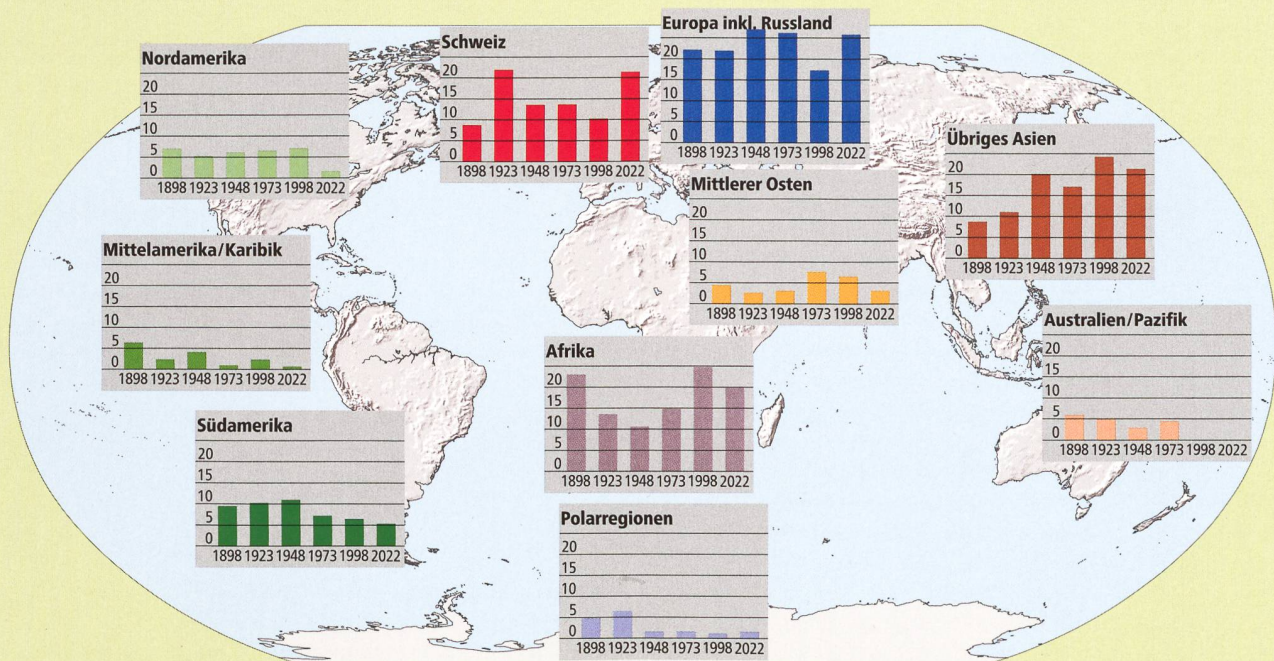 Nordamerika
20
15
10
5
0
1898 1923 1948 1973 1998 2022
Schweiz
20
15
10
5
0
1898 1923 1948 1973 1998 2022
Europa inkl. Russland
20
15
10
5
0
1898 1923 1948 1973 1998 2022
Übriges Asien
20
15
10
5
0
1898 1923 1948 1973 1998 2022
Mittlerer Osten
20
15
10
5
0
1898 1923 1948 1973 1998 2022
Mittelamerika/Karibik
20
15
10
5
0
1898 1923 1948 1973 1998 2022
Australien/Pazifik
20
15
10
5
0
1898 1923 1948 1973 1998 2022
Afrika
20
15
10
5
0
1898 1923 1948 1973 1998 2022
Südamerika
20
15
10
5
0
1898 1923 1948 1973 1998 2022
Polarregionen
20
15
10
5
0
1898 1923 1948 1973 1998 2022